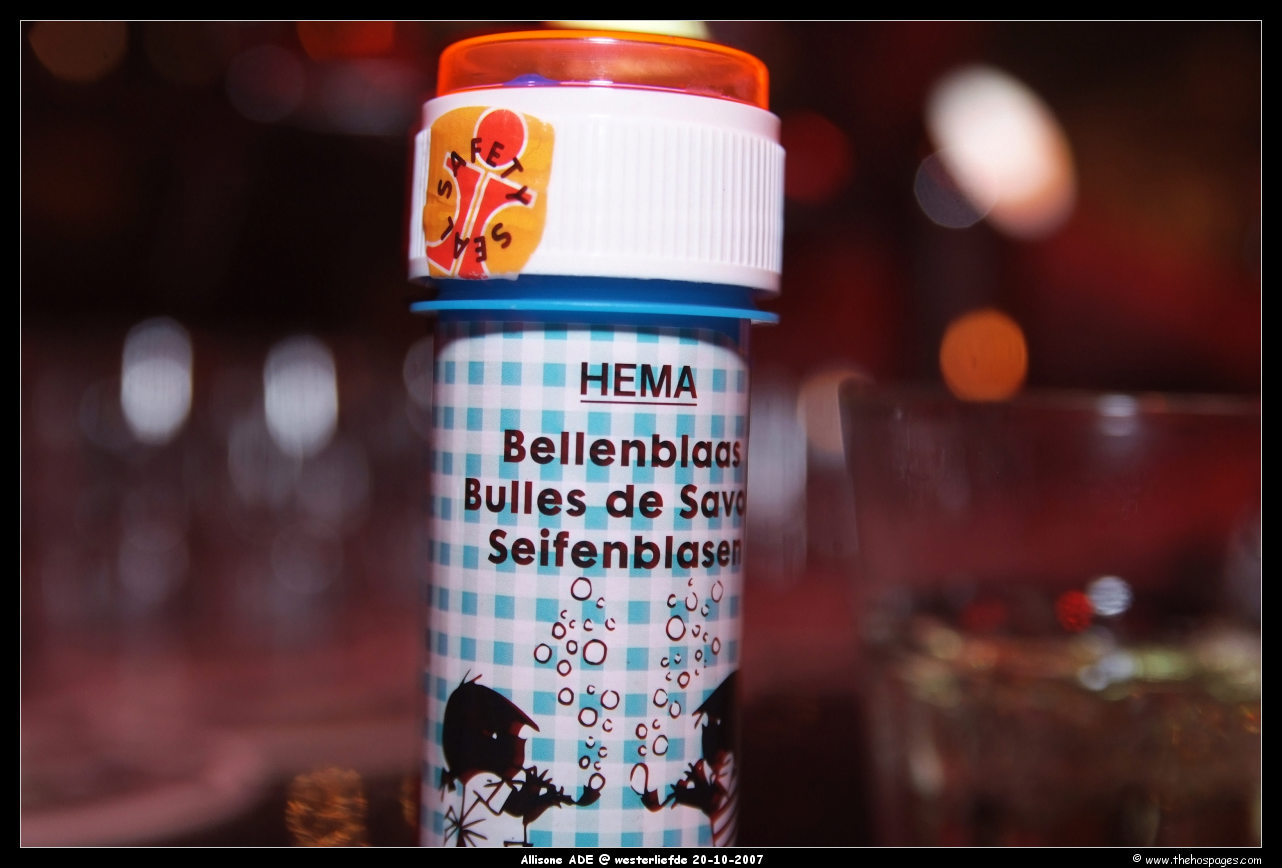 SAFETY
SEAL
HEMA
Bellenblaas
Bulles de Savo
Seifenblasen
Allisone ADE @ westerliefde 20-10-2007
© www.thehospages.com